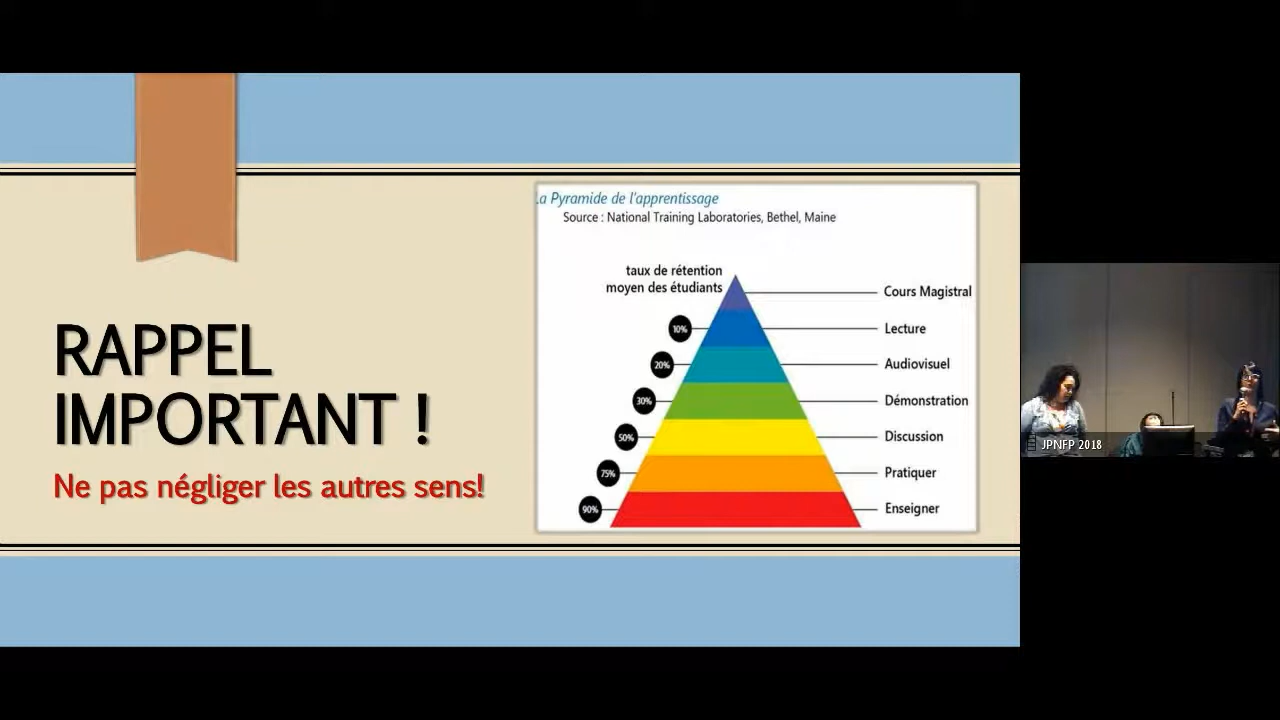 RAPPEL
IMPORTANT !
Ne pas négliger les autres sens!
La Pyramide de l'apprentissage
Source : National Training Laboratories, Bethel, Maine
taux de rétention
moyen des étudiants
Cours Magistral
10% Lecture
20% Audiovisuel
30% Démonstration
50% Discussion
75% Pratiquer
90% Enseigner
JPNFP 2018